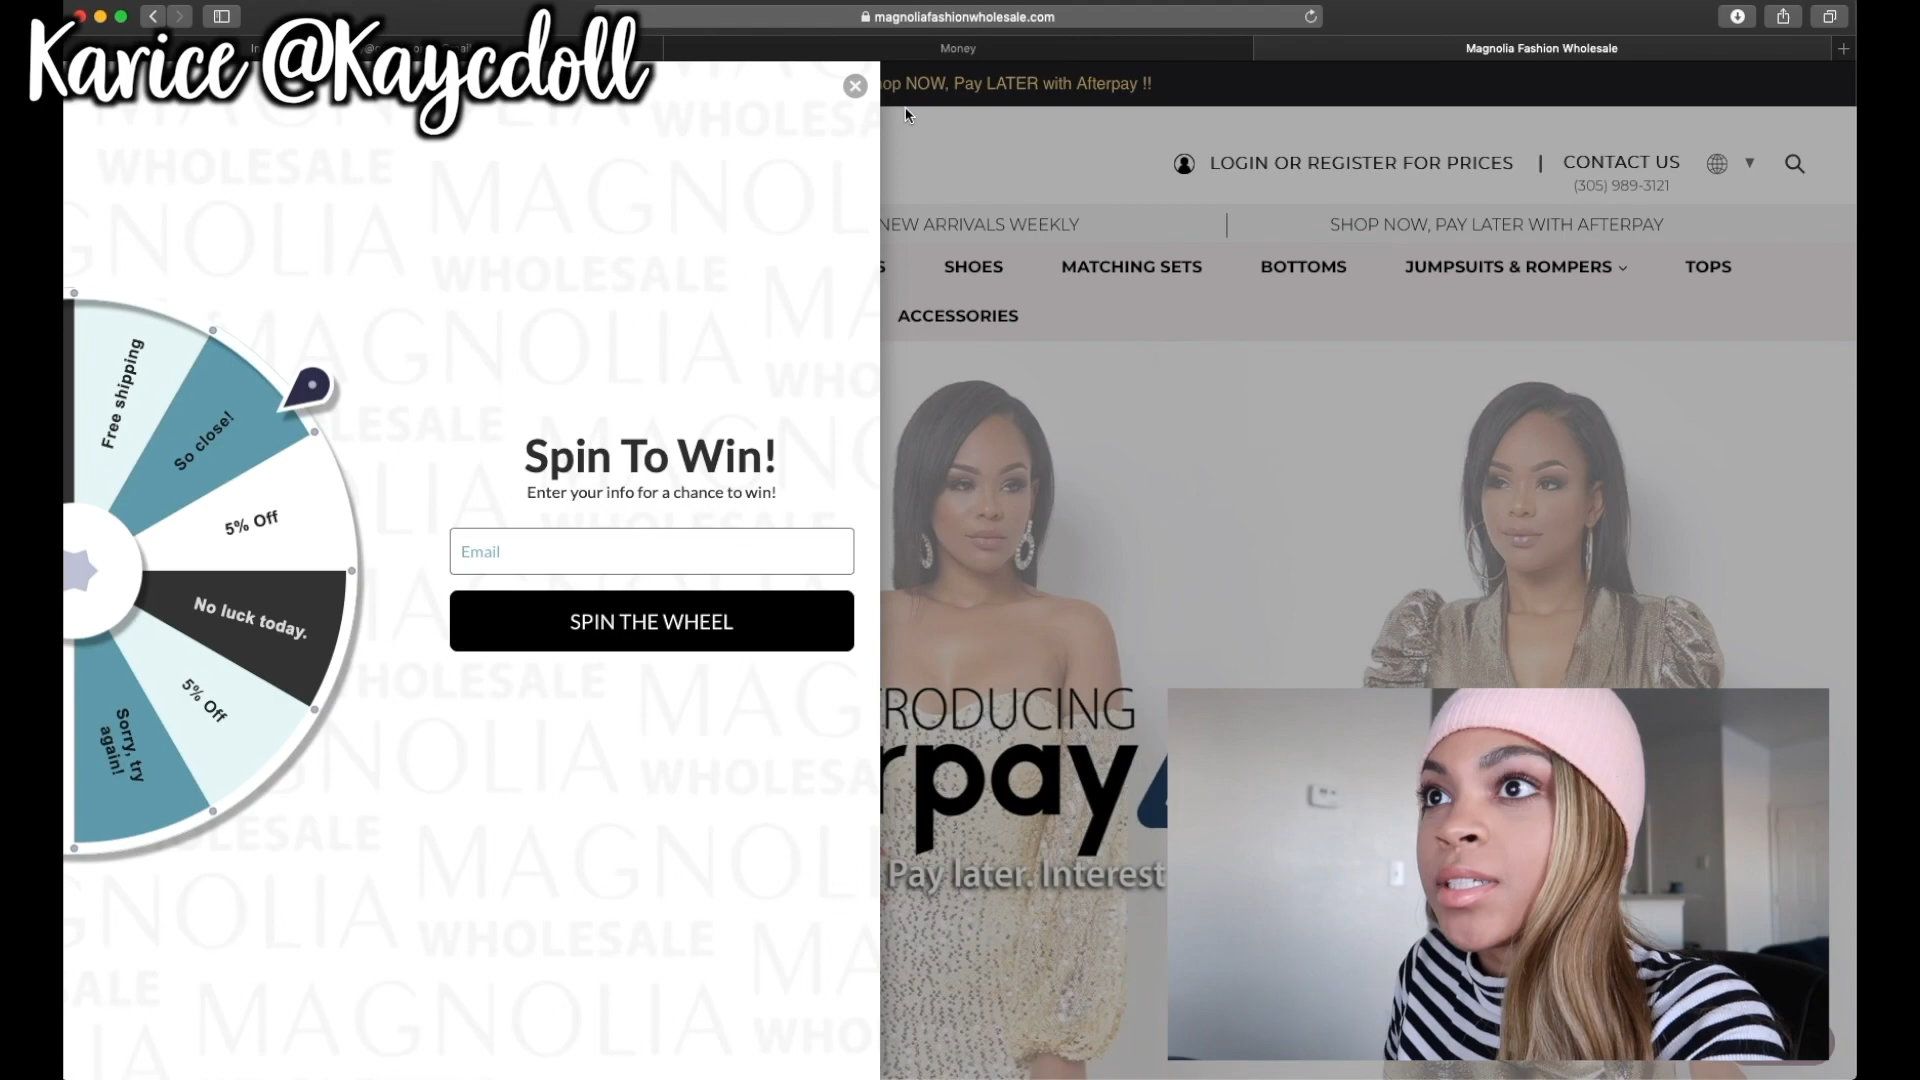 Karice @Kaycdoll
magnoliafashionwholesale.com
Money
Magnolia Fashion Wholesale
op NOW, Pay LATER with Afterpay !!
LOGIN OR REGISTER FOR PRICES | CONTACT US
(305) 989-3121
NEW ARRIVALS WEEKLY | SHOP NOW, PAY LATER WITH AFTERPAY
S SHOES MATCHING SETS BOTTOMS JUMPSUITS & ROMPERS TOPS
ACCESSORIES
Free shipping
So close!
5% Off
No luck today.
5% Off
Sorry, try
again!
Spin To Win!
Enter your info for a chance to win!
Email
SPIN THE WHEEL
MAGNOLIA
WHOLESALE
TRODUCING
rpay
Pay later. Interest